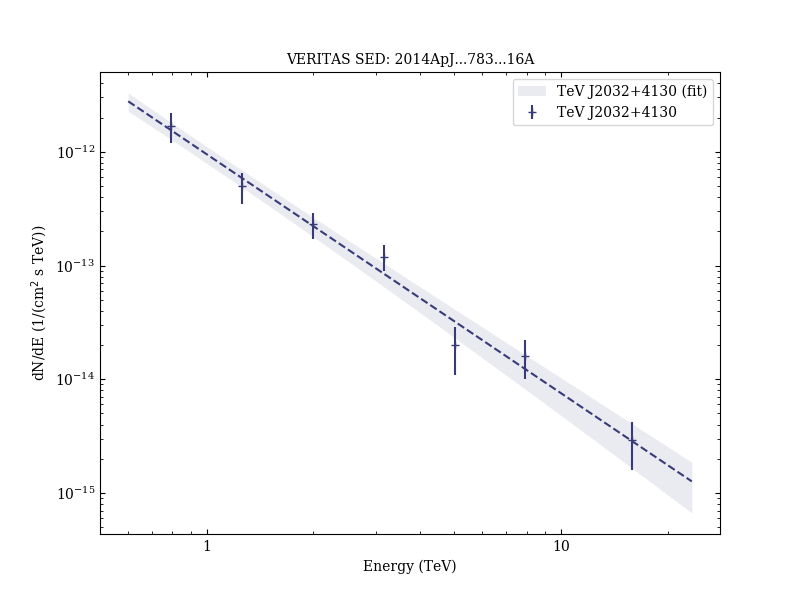 VERITAS SED: 2014ApJ...783...16A
TeV J2032+4130 (fit)
TeV J2032+4130
dN/dE (1/(cm² s TeV))
10⁻¹²
10⁻¹³
10⁻¹⁴
10⁻¹⁵
1 10
Energy (TeV)